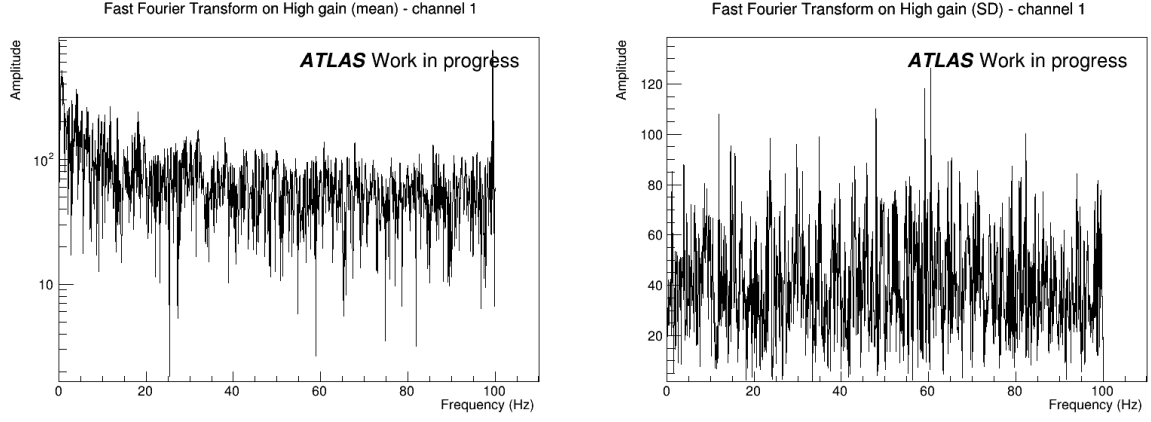 Fast Fourier Transform on High gain (mean) - channel 1
Amplitude
ATLAS Work in progress
10²
10
0 20 40 60 80 100
Frequency (Hz)
Fast Fourier Transform on High gain (SD) - channel 1
Amplitude
ATLAS Work in progress
120
100
80
60
40
20
0 20 40 60 80 100
Frequency (Hz)